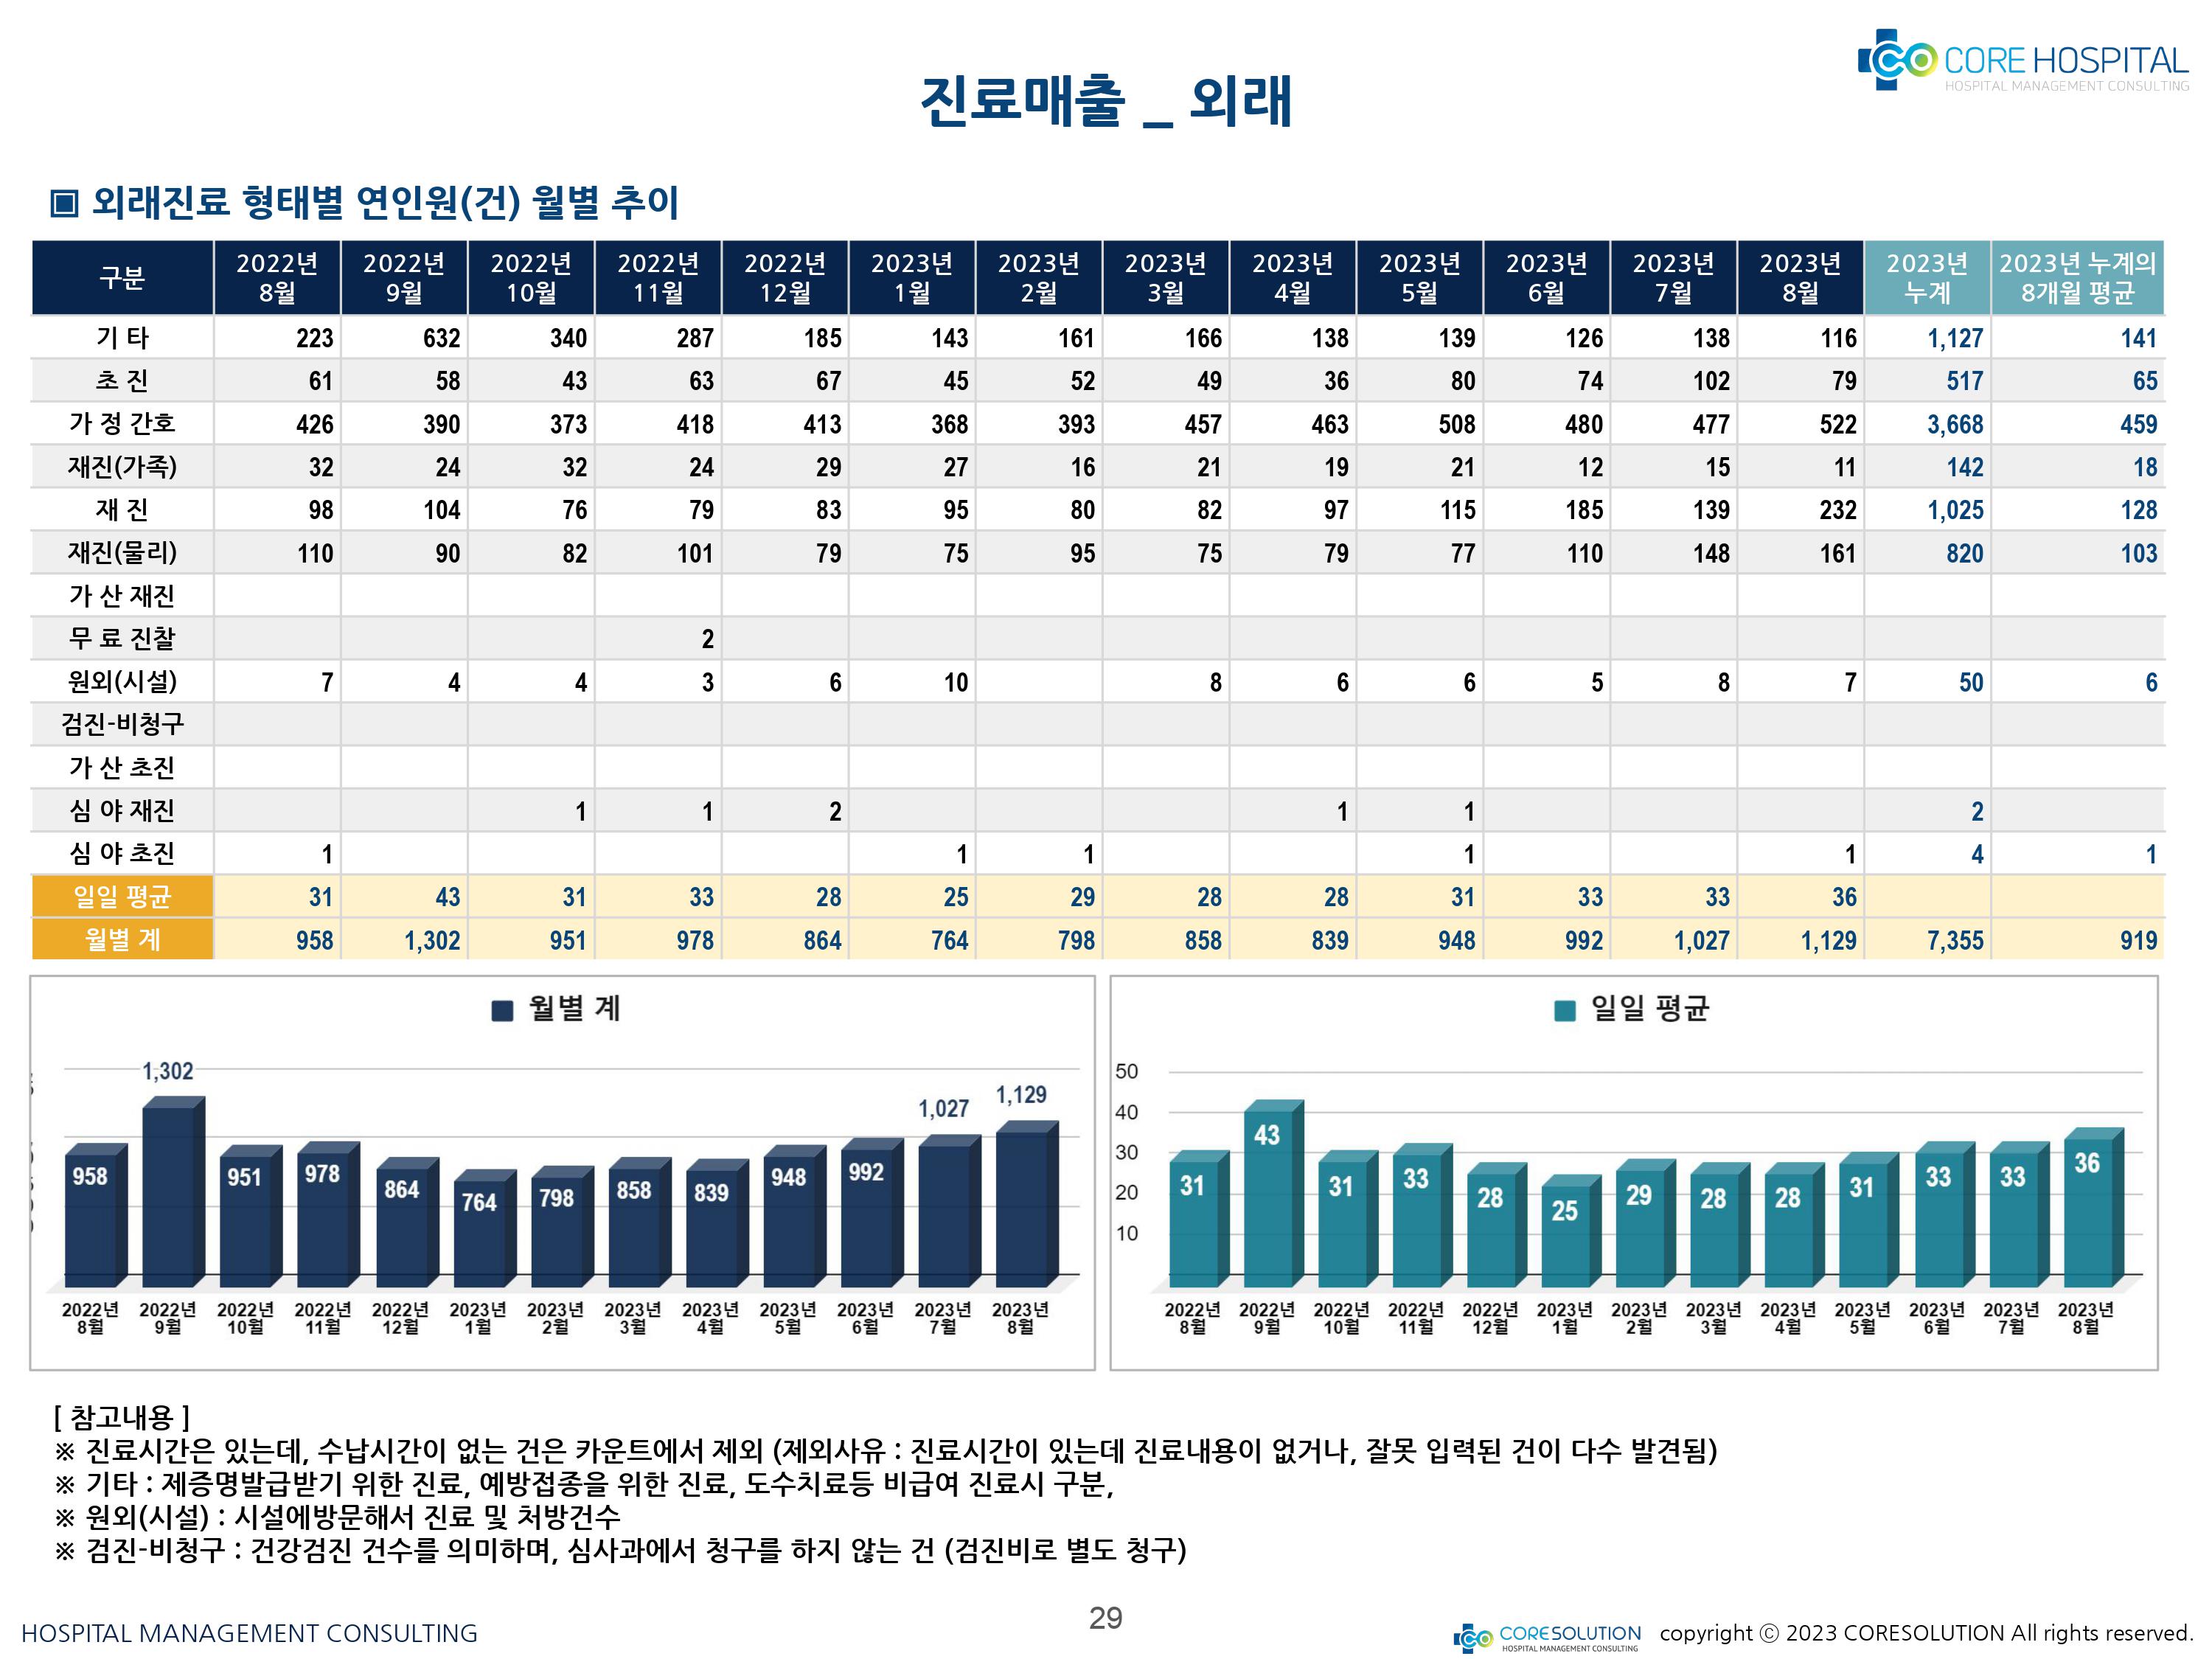 CO CORE HOSPITAL
HOSPITAL MANAGEMENT CONSULTING
진료매출 _ 외래
▣ 외래진료 형태별 연인원(건) 월별 추이
구분 2022년 8월 2022년 9월 2022년 10월 2022년 11월 2022년 12월 2023년 1월 2023년 2월 2023년 3월 2023년 4월 2023년 5월 2023년 6월 2023년 7월 2023년 8월 2023년 누계 2023년 누계의 8개월 평균
기 타 223 632 340 287 185 143 161 166 138 139 126 138 116 1,127 141
초 진 61 58 43 63 67 45 52 49 36 80 74 102 79 517 65
가 정 간호 426 390 373 418 413 368 393 457 463 508 480 477 522 3,668 459
재진(가족) 32 24 32 24 29 27 16 21 19 21 12 15 11 142 18
재 진 98 104 76 79 83 95 80 82 97 115 185 139 232 1,025 128
재진(물리) 110 90 82 101 79 75 95 75 79 77 110 148 161 820 103
가 산 재진
무 료 진찰 2
원외(시설) 7 4 4 3 6 10 8 6 6 5 8 7 50 6
검진-비청구
가 산 초진
심 야 재진 1 1 2 1 1 2
심 야 초진 1 1 1 1 1 4 1
일일 평균 31 43 31 33 28 25 29 28 28 31 33 33 36
월별 계 958 1,302 951 978 864 764 798 858 839 948 992 1,027 1,129 7,355 919
월별 계
1,302
1,027 1,129
958 951 978 864 764 798 858 839 948 992
2022년 2022년 2022년 2022년 2022년 2023년 2023년 2023년 2023년 2023년 2023년 2023년 2023년
8월 9월 10월 11월 12월 1월 2월 3월 4월 5월 6월 7월 8월
일일 평균
50
40
30
20
10
31 43 31 33 28 25 29 28 28 31 33 33 36
2022년 2022년 2022년 2022년 2022년 2023년 2023년 2023년 2023년 2023년 2023년 2023년 2023년
8월 9월 10월 11월 12월 1월 2월 3월 4월 5월 6월 7월 8월
[ 참고내용 ]
※ 진료시간은 있는데, 수납시간이 없는 건은 카운트에서 제외 (제외사유 : 진료시간이 있는데 진료내용이 없거나, 잘못 입력된 건이 다수 발견됨)
※ 기타 : 제증명발급받기 위한 진료, 예방접종을 위한 진료, 도수치료등 비급여 진료시 구분,
※ 원외(시설) : 시설에방문해서 진료 및 처방건수
※ 검진-비청구 : 건강검진 건수를 의미하며, 심사과에서 청구를 하지 않는 건 (검진비로 별도 청구)
HOSPITAL MANAGEMENT CONSULTING
29
CO CORESOLUTION
HOSPITAL MANAGEMENT CONSULTING
copyright ⓒ 2023 CORESOLUTION All rights reserved.